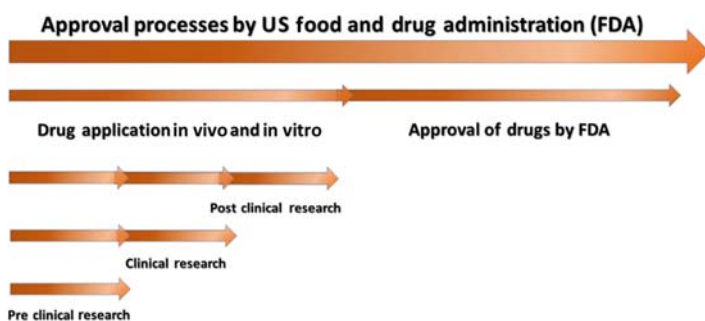 Approval processes by US food and drug administration (FDA)
Drug application in vivo and in vitro
Approval of drugs by FDA
Post clinical research
Clinical research
Pre clinical research